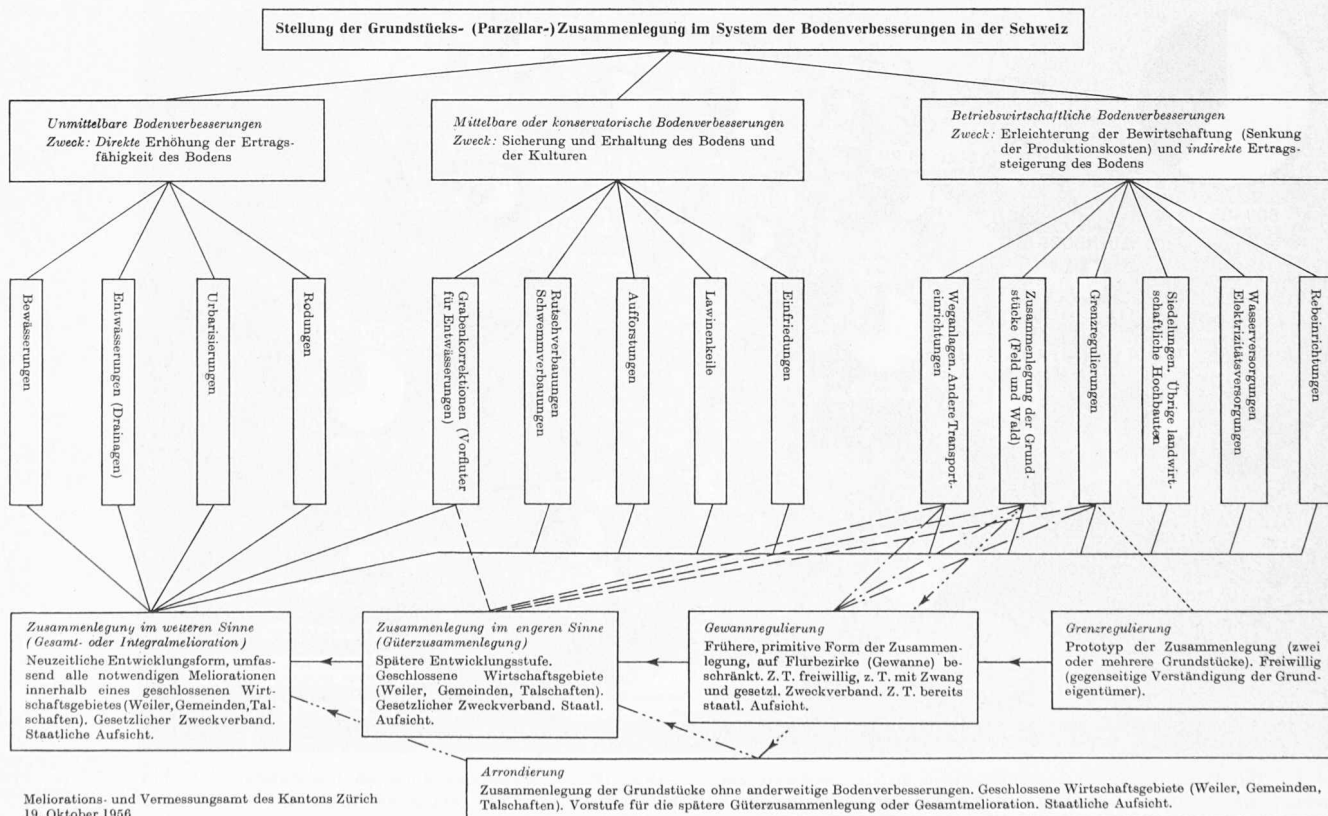 Stellung der Grundstücks- (Parzellar-) Zusammenlegung im System der Bodenverbesserungen in der Schweiz
Unmittelbare Bodenverbesserungen
Zweck: Direkte Erhöhung der Ertrags-
fähigkeit des Bodens
Mittelbare oder konservatorische Bodenverbesserungen
Zweck: Sicherung und Erhaltung des Bodens und
der Kulturen
Betriebswirtschaftliche Bodenverbesserungen
Zweck: Erleichterung der Bewirtschaftung (Senkung
der Produktionskosten) und indirekte Ertrags-
steigerung des Bodens
Bewässerungen
Entwässerungen (Drainagen)
Urbarisierungen
Rodungen
Grabenkorrektionen (Vorfluter
für Entwässerungen)
Rutschverbauungen
Schwemmverbauungen
Aufforstungen
Lawinenkeile
Einfriedungen
Weganlagen. Andere Transport-
einrichtungen
Zusammenlegung der Grund-
stücke (Feld und Wald)
Grenzregulierungen
Siedelungen, Übrige landwirt-
schaftliche Hochbauten
Wasserversorgungen
Elektrizitätsversorgungen
Rebeinrichtungen
Zusammenlegung im weiteren Sinne
(Gesamt- oder Integralmelioration)
Neuzeitliche Entwicklungsform, umfas-
send alle notwendigen Meliorationen
innerhalb eines geschlossenen Wirt-
schaftsgebietes (Weiler, Gemeinden, Tal-
schaften). Gesetzlicher Zweckverband.
Staatliche Aufsicht.
Zusammenlegung im engeren Sinne
(Güterzusammenlegung)
Spätere Entwicklungsstufe.
Geschlossene Wirtschaftsgebiete
(Weiler, Gemeinden, Talschaften).
Gesetzlicher Zweckverband. Staatl.
Aufsicht.
Gewannregulierung
Frühere, primitive Form der Zusammen-
legung, auf Flurbezirke (Gewanne) be-
schränkt. Z. T. freiwillig, z. T. mit Zwang
und gesetzl. Zweckverband. Z. T. bereits
staatl. Aufsicht.
Grenzregulierung
Prototyp der Zusammenlegung (zwei
oder mehrere Grundstücke). Freiwillig
(gegenseitige Verständigung der Grund-
eigentümer).
Arrondierung
Zusammenlegung der Grundstücke ohne anderweitige Bodenverbesserungen. Geschlossene Wirtschaftsgebiete (Weiler, Gemeinden,
Talschaften). Vorstufe für die spätere Güterzusammenlegung oder Gesamtmelioration. Staatliche Aufsicht.
Meliorations- und Vermessungsamt des Kantons Zürich
19. Oktober 1956